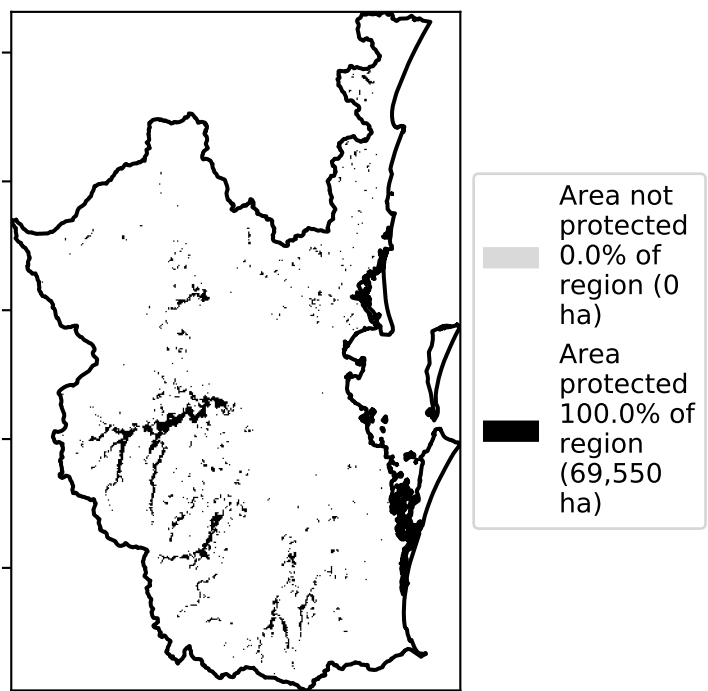 Area not
protected
0.0% of
region (0
ha)
Area
protected
100.0% of
region
(69,550
ha)